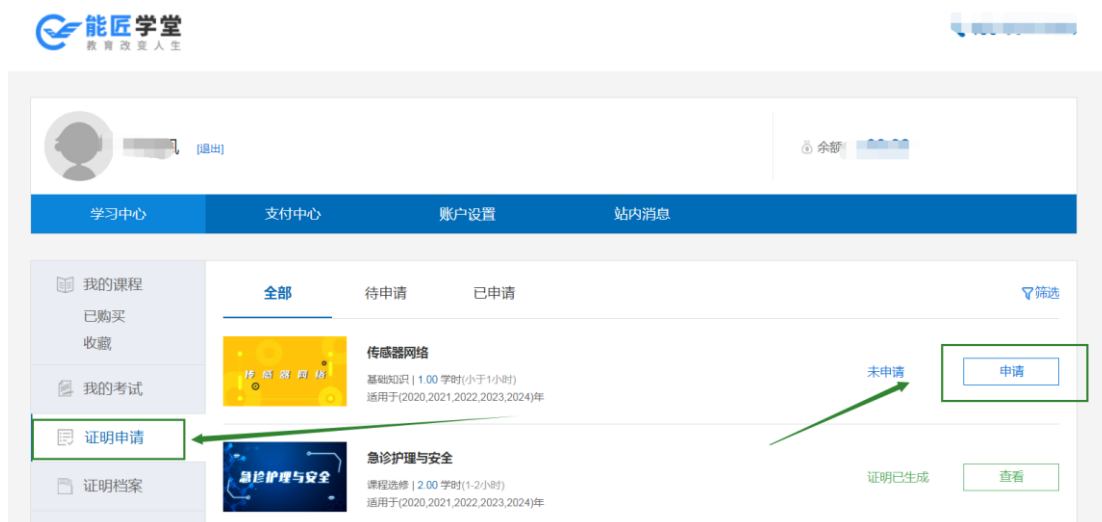 能匠学堂
教育改变人生
[退出]
余额
学习中心 支付中心 账户设置 站内消息
我的课程
已购买
收藏
我的考试
证明申请
证明档案
全部 待申请 已申请 筛选
传感器网络
传感器网络
基础知识 | 1.00 学时(小于1小时)
适用于(2020,2021,2022,2023,2024)年
未申请 申请
急诊护理与安全
急诊护理与安全
课程选修 | 2.00 学时(1-2小时)
适用于(2020,2021,2022,2023,2024)年
证明已生成 查看